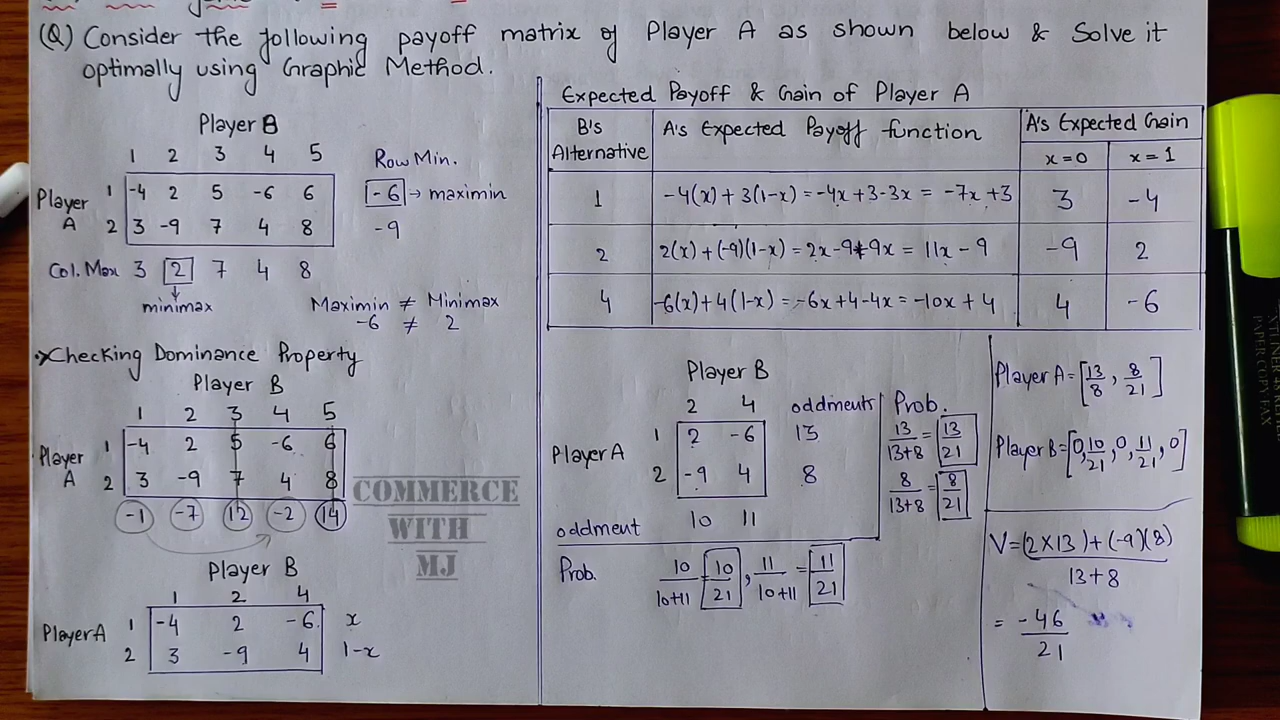 (Q) Consider the following payoff matrix of Player A as shown below & Solve it
optimally using Graphic Method.
Player B
1 2 3 4 5
Row Min.
Player A
1 -4 2 5 -6 6 -6 → maximin
2 3 -9 7 4 8 -9
Col. Max 3 2 7 4 8
minimax
Maximin ≠ Minimax
-6 ≠ 2
Checking Dominance Property
Player B
1 2 3 4 5
Player A
1 -4 2 5 -6 6
2 3 -9 7 4 8
-1 -7 12 -2 14
Player B
1 2 4
Player A 1 -4 2 -6 x
2 3 -9 4 1-x
Expected Payoff & Gain of Player A
B's Alternative
A's Expected Payoff function
A's Expected Gain
x=0 x=1
1 -4(x)+3(1-x)=-4x+3-3x = -7x+3 3 -4
2 2(x)+(-9)(1-x)=2x-9+9x = 11x-9 -9 2
4 -6(x)+4(1-x)=-6x+4-4x=-10x+4 4 -6
Player B
2 4 oddments Prob.
Player A
1 2 -6 13 13/13+8 = 13/21
2 -9 4 8 8/13+8 = 8/21
oddment 10 11
Prob. 10/10+11 = 10/21, 11/10+11 = 11/21
Player A = [13/8, 8/21]
Player B = [0, 10/21, 0, 11/21, 0]
V = (2×13)+(-9)(8)/13+8
= -46/21
COMMERCE
WITH
MJ